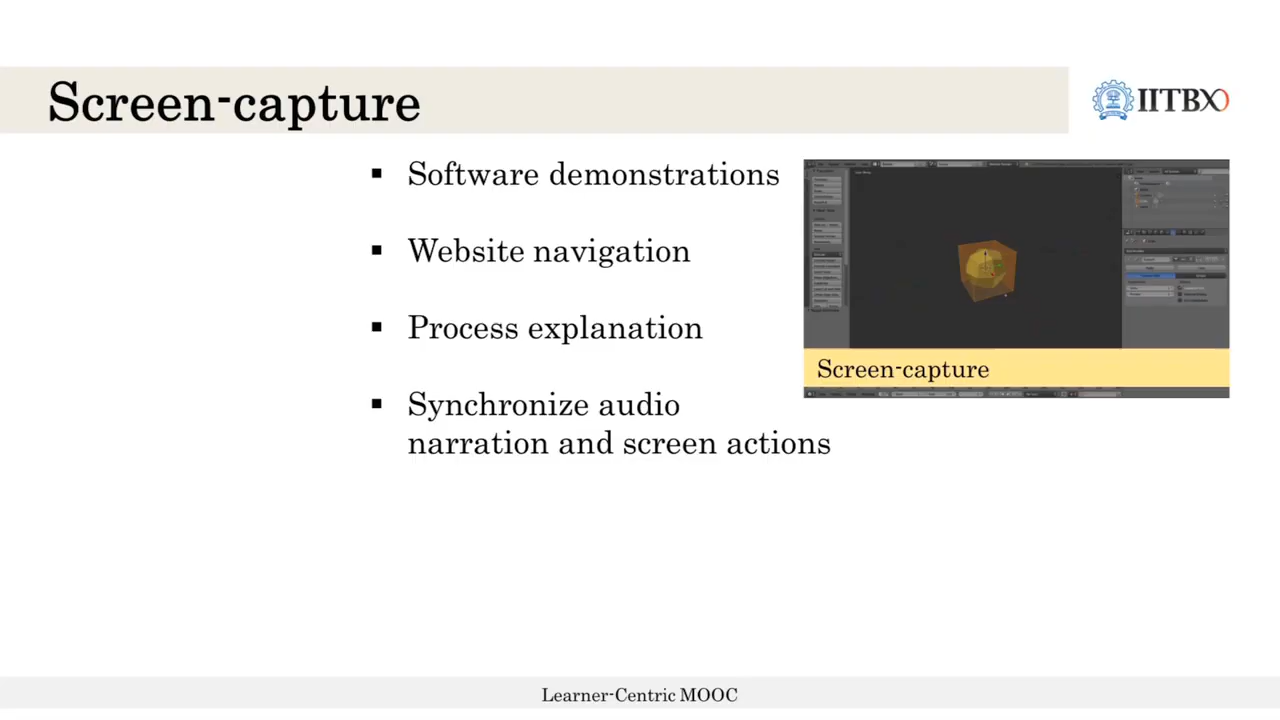 Screen-capture
IITBX
▪ Software demonstrations
▪ Website navigation
▪ Process explanation
▪ Synchronize audio
narration and screen actions
Screen-capture
Learner-Centric MOOC